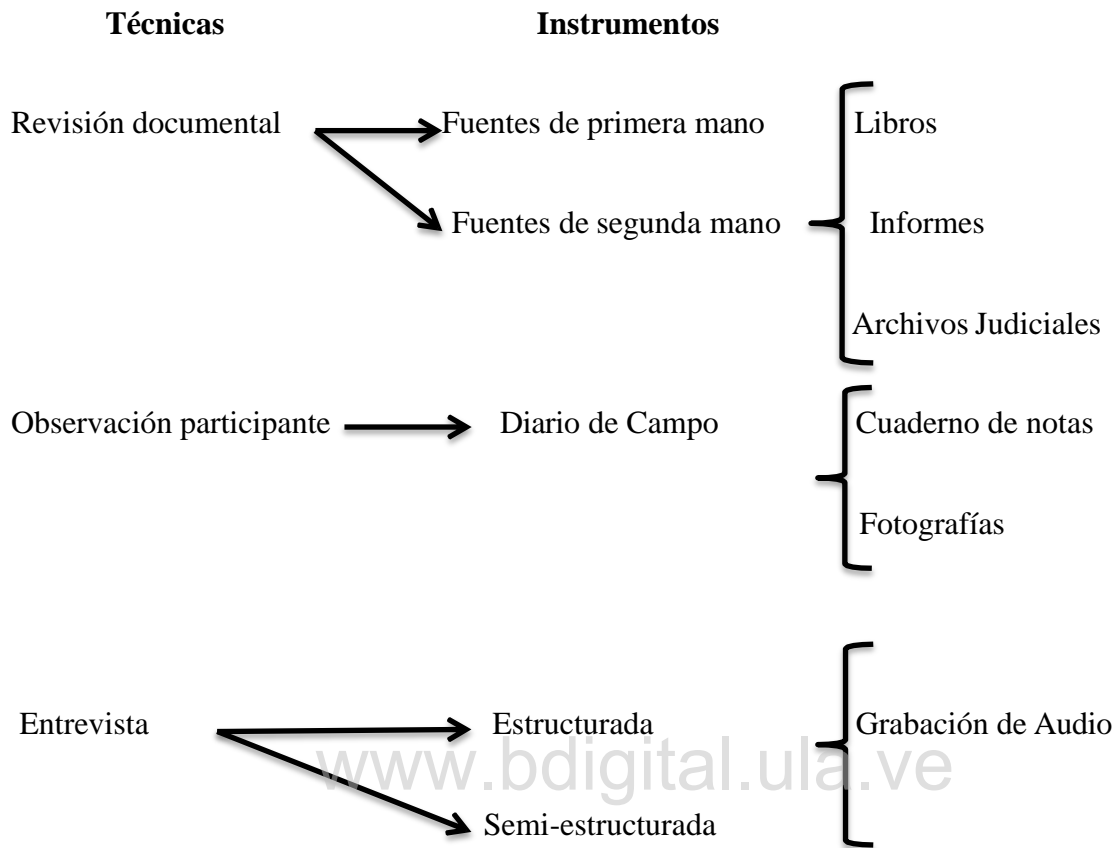 Técnicas Instrumentos
Revisión documental Fuentes de primera mano Libros
Fuentes de segunda mano Informes
Archivos Judiciales
Observación participante Diario de Campo Cuaderno de notas
Fotografías
Entrevista Estructurada Grabación de Audio
www.bdigital.ula.ve
Semi-estructurada